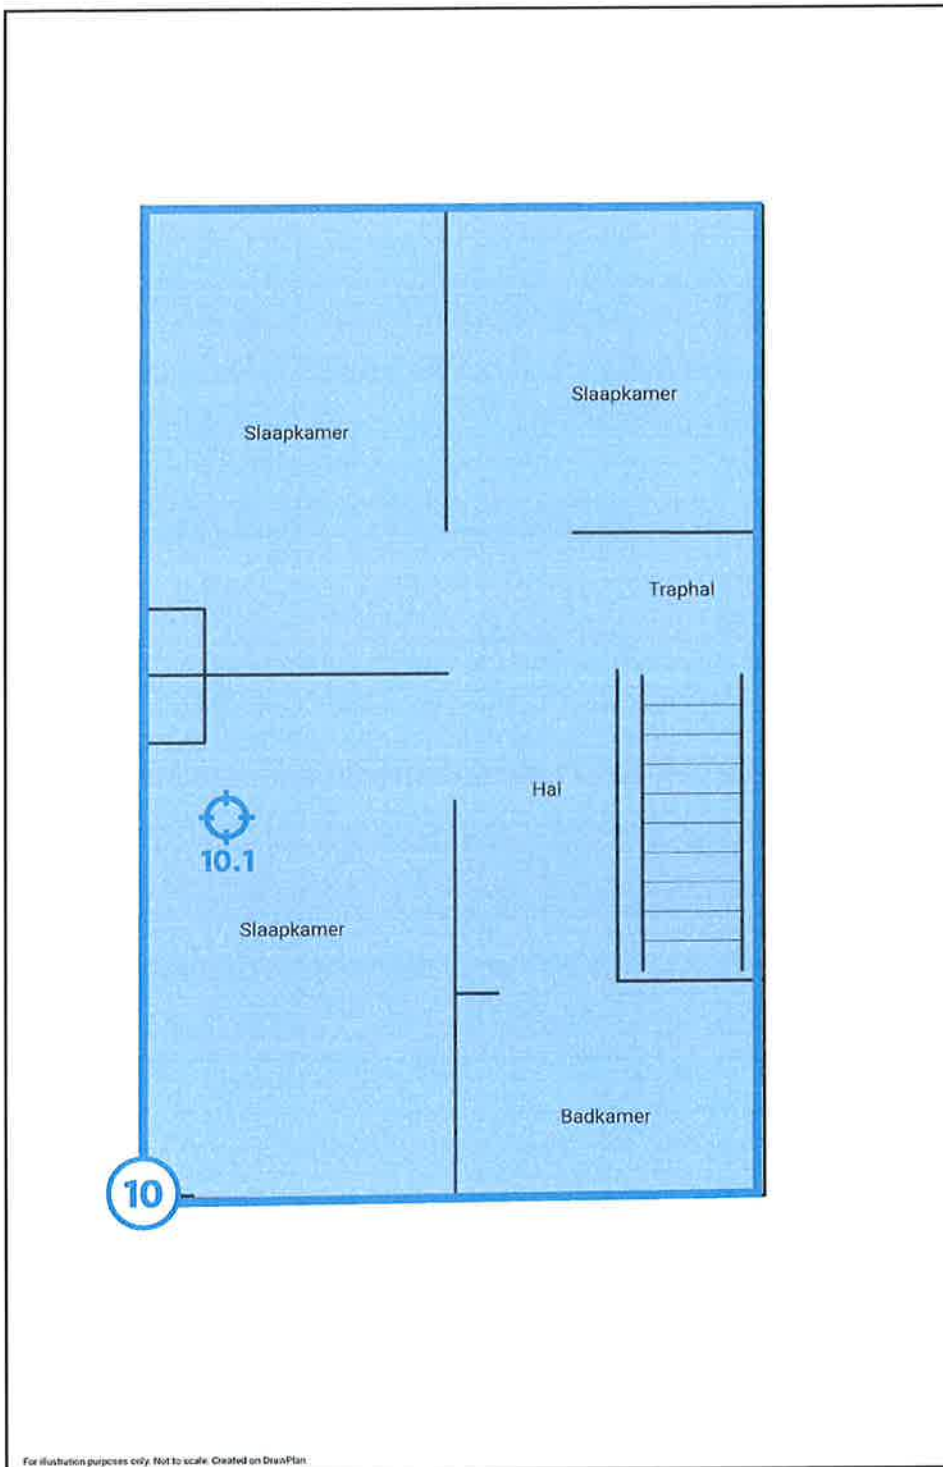 Slaapkamer
Slaapkamer
Traphal
Hal
10.1
Slaapkamer
Badkamer
10
For illustration purposes only. Not to scale. Created on DrawPlan